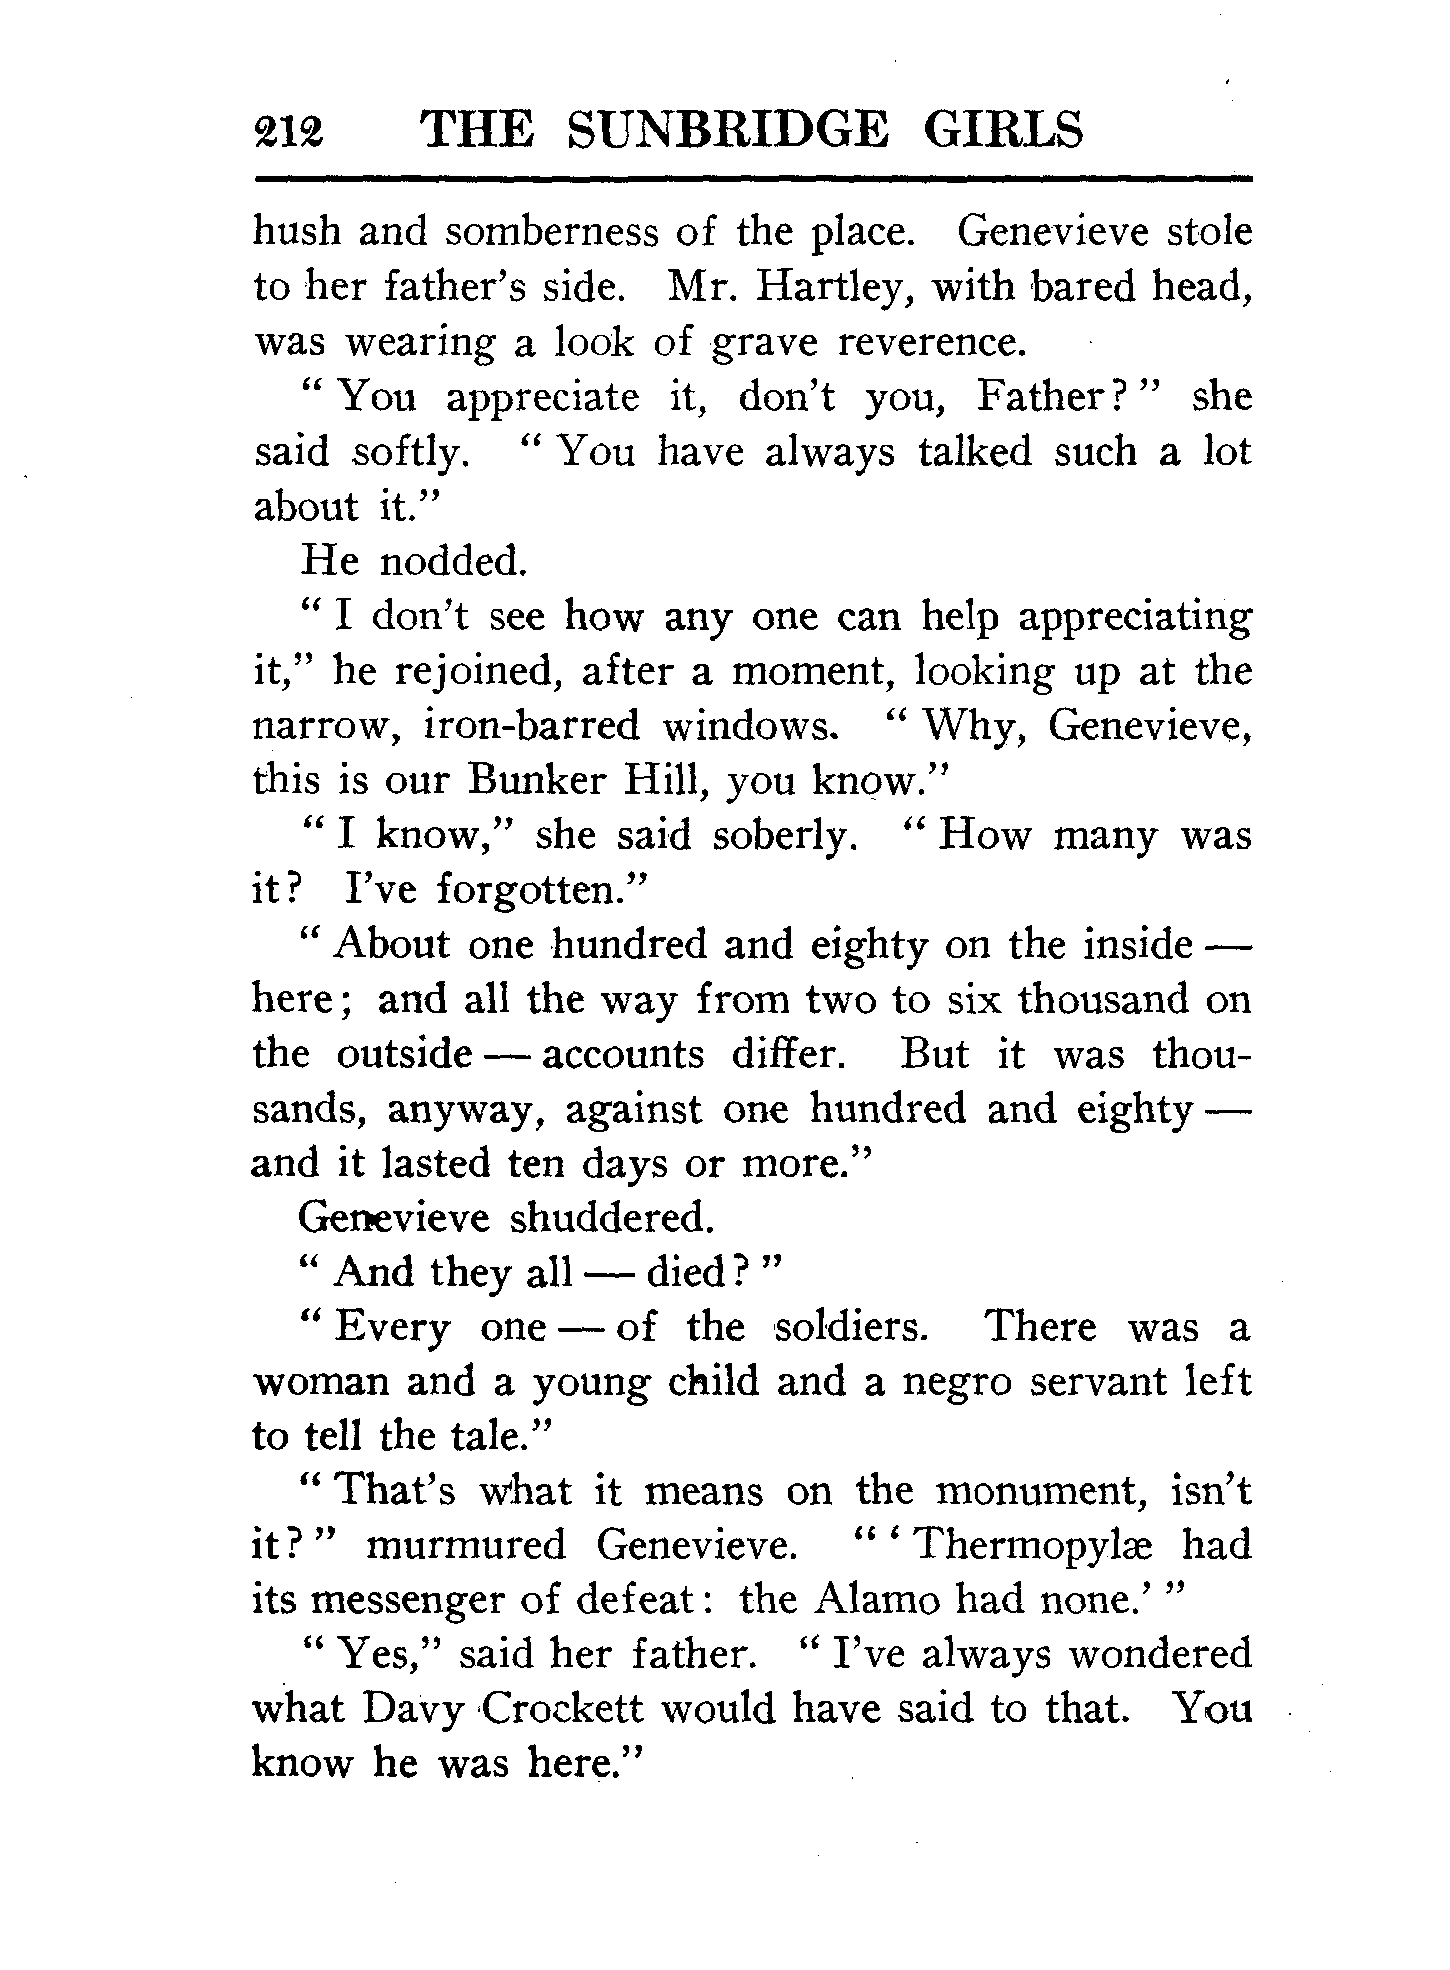 212 THE SUNBRIDGE GIRLS
hush and somberness of the place. Genevieve stole
to her father's side. Mr. Hartley, with bared head,
was wearing a look of grave reverence.
" You appreciate it, don't you, Father? " she
said softly. " You have always talked such a lot
about it."
He nodded.
" I don't see how any one can help appreciating
it," he rejoined, after a moment, looking up at the
narrow, iron-barred windows. " Why, Genevieve,
this is our Bunker Hill, you know."
" I know," she said soberly. " How many was
it? I've forgotten."
" About one hundred and eighty on the inside —
here; and all the way from two to six thousand on
the outside — accounts differ. But it was thou-
sands, anyway, against one hundred and eighty —
and it lasted ten days or more."
Genevieve shuddered.
" And they all — died? "
" Every one — of the soldiers. There was a
woman and a young child and a negro servant left
to tell the tale."
" That's what it means on the monument, isn't
it? " murmured Genevieve. " ' Thermopylæ had
its messenger of defeat: the Alamo had none.' "
" Yes," said her father. " I've always wondered
what Davy Crockett would have said to that. You
know he was here."